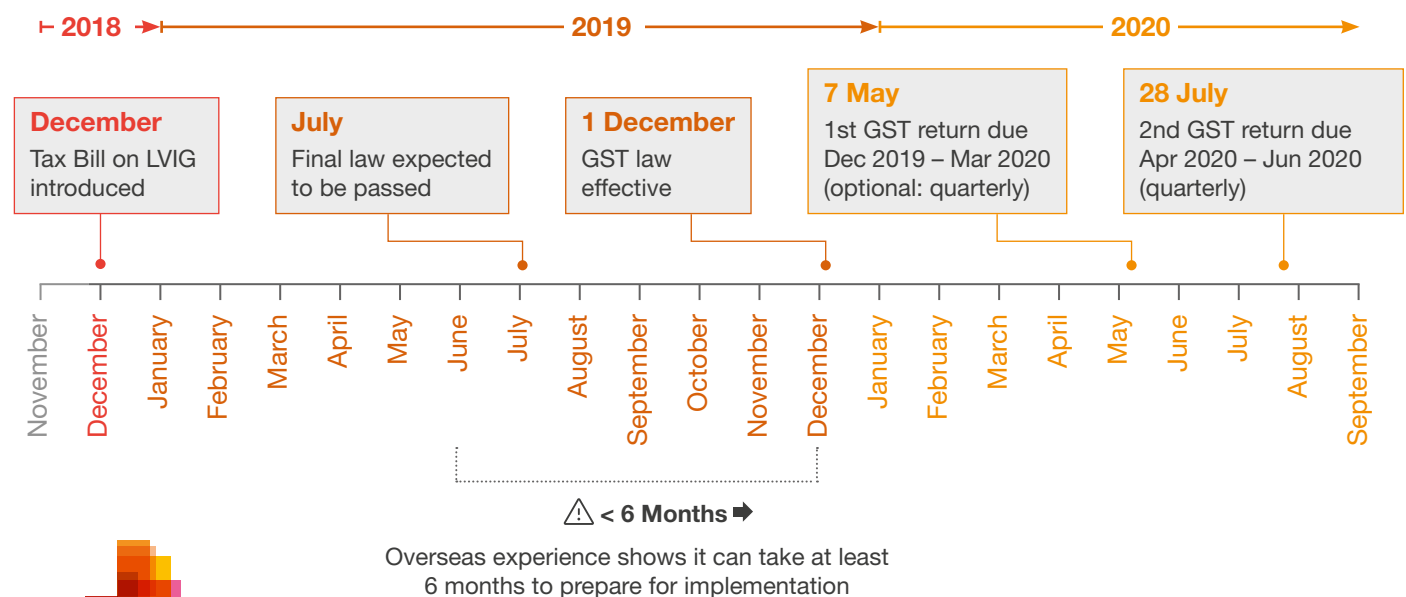 2018
2019
2020
December
Tax Bill on LVIG
introduced
July
Final law expected
to be passed
1 December
GST law
effective
7 May
1st GST return due
Dec 2019 – Mar 2020
(optional: quarterly)
28 July
2nd GST return due
Apr 2020 – Jun 2020
(quarterly)
November
December
January
February
March
April
May
June
July
August
September
October
November
December
January
February
March
April
May
June
July
August
September
< 6 Months
Overseas experience shows it can take at least
6 months to prepare for implementation